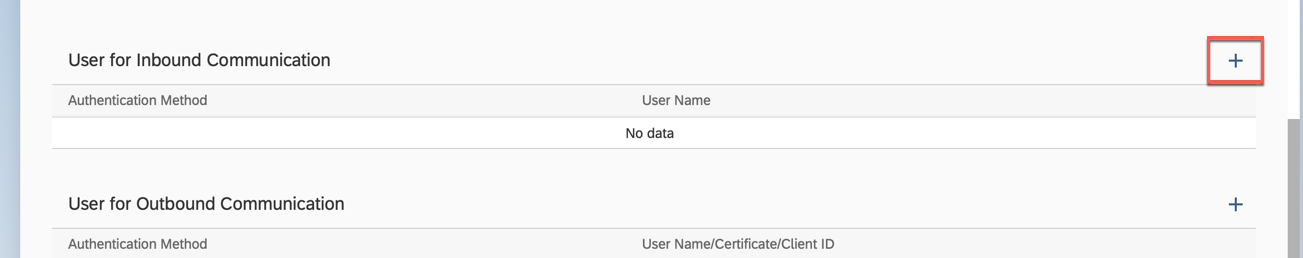 User for Inbound Communication
Authentication Method User Name
No data
User for Outbound Communication
Authentication Method User Name/Certificate/Client ID